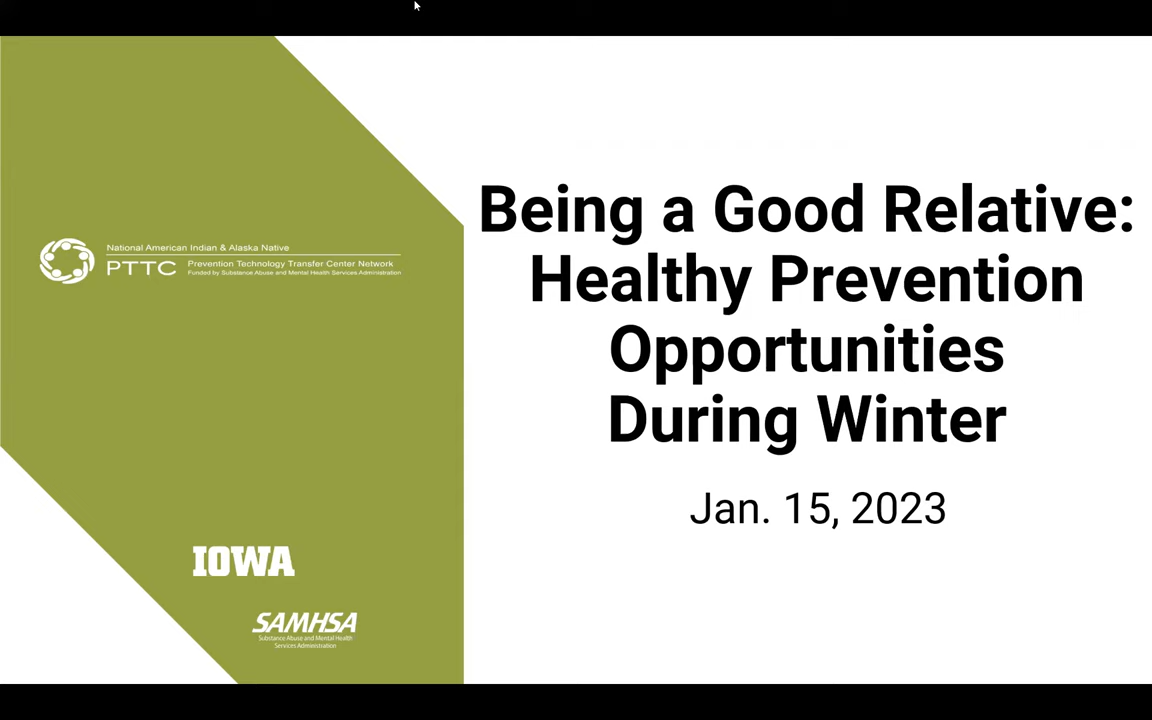 National American Indian & Alaska Native
PTTC
Prevention Technology Transfer Center Network
Funded by Substance Abuse and Mental Health Services Administration
Being a Good Relative:
Healthy Prevention
Opportunities
During Winter
Jan. 15, 2023
IOWA
SAMHSA
Substance Abuse and Mental Health
Services Administration